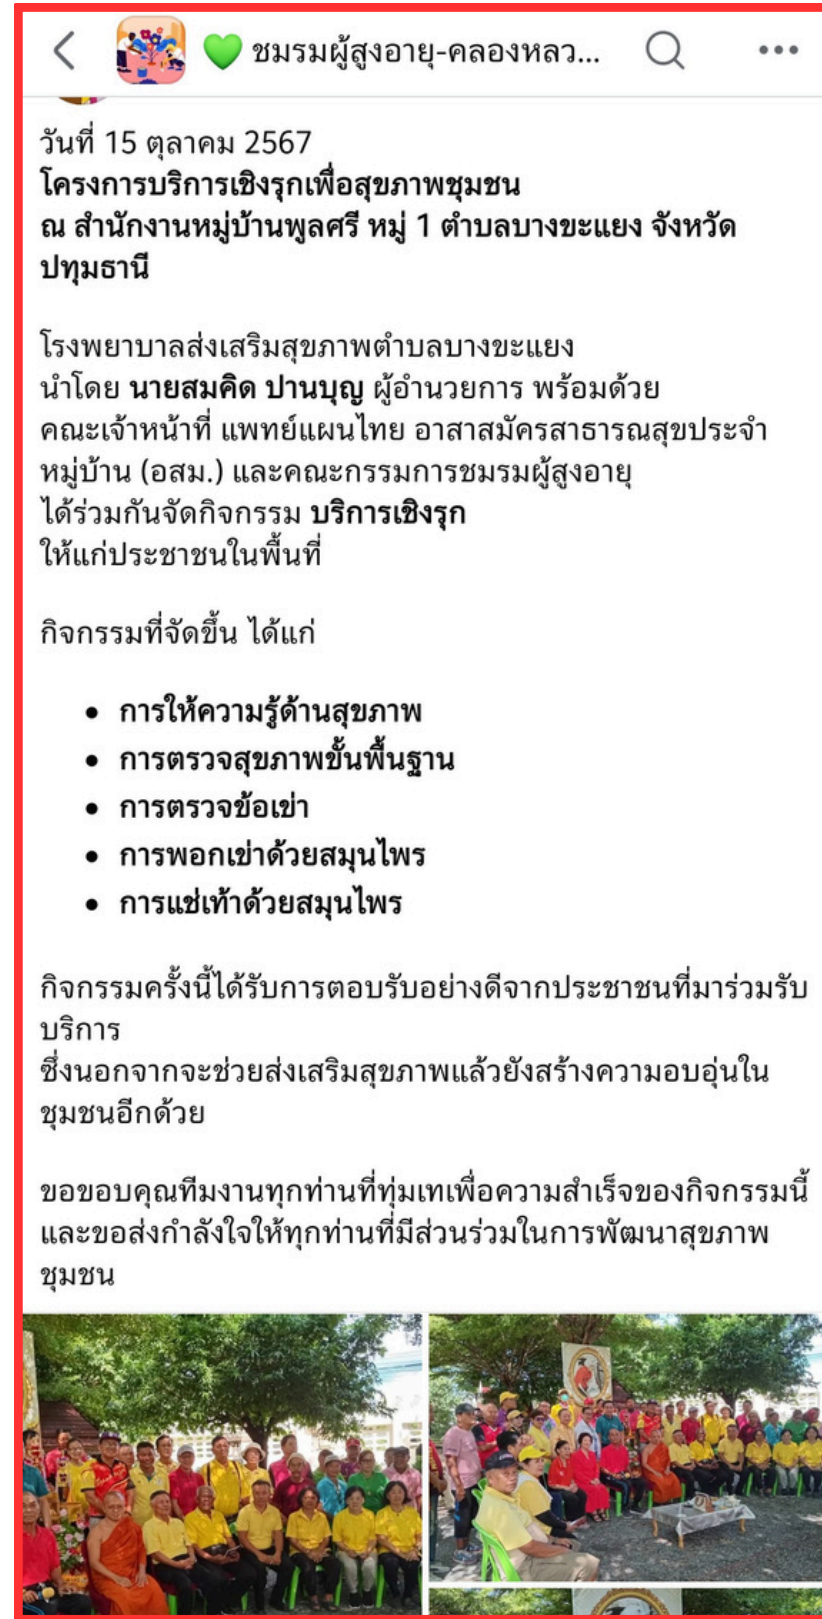 ชมรมผู้สูงอายุ-คลองหลว...
วันที่ 15 ตุลาคม 2567
โครงการบริการเชิงรุกเพื่อสุขภาพชุมชน
ณ สำนักงานหมู่บ้านพูลศรี หมู่ 1 ตำบลบางขะแยง จังหวัด
ปทุมธานี
โรงพยาบาลส่งเสริมสุขภาพตำบลบางขะแยง
นำโดย นายสมคิด ปานบุญ ผู้อำนวยการ พร้อมด้วย
คณะเจ้าหน้าที่ แพทย์แผนไทย อาสาสมัครสาธารณสุขประจำ
หมู่บ้าน (อสม.) และคณะกรรมการชมรมผู้สูงอายุ
ได้ร่วมกันจัดกิจกรรม บริการเชิงรุก
ให้แก่ประชาชนในพื้นที่
กิจกรรมที่จัดขึ้น ได้แก่
• การให้ความรู้ด้านสุขภาพ
• การตรวจสุขภาพขั้นพื้นฐาน
• การตรวจข้อเข่า
• การพอกเข่าด้วยสมุนไพร
• การแช่เท้าด้วยสมุนไพร
กิจกรรมครั้งนี้ได้รับการตอบรับอย่างดีจากประชาชนที่มาร่วมรับ
บริการ
ซึ่งนอกจากจะช่วยส่งเสริมสุขภาพแล้วยังสร้างความอบอุ่นใน
ชุมชนอีกด้วย
ขอขอบคุณทีมงานทุกท่านที่ทุ่มเทเพื่อความสำเร็จของกิจกรรมนี้
และขอส่งกำลังใจให้ทุกท่านที่มีส่วนร่วมในการพัฒนาสุขภาพ
ชุมชน